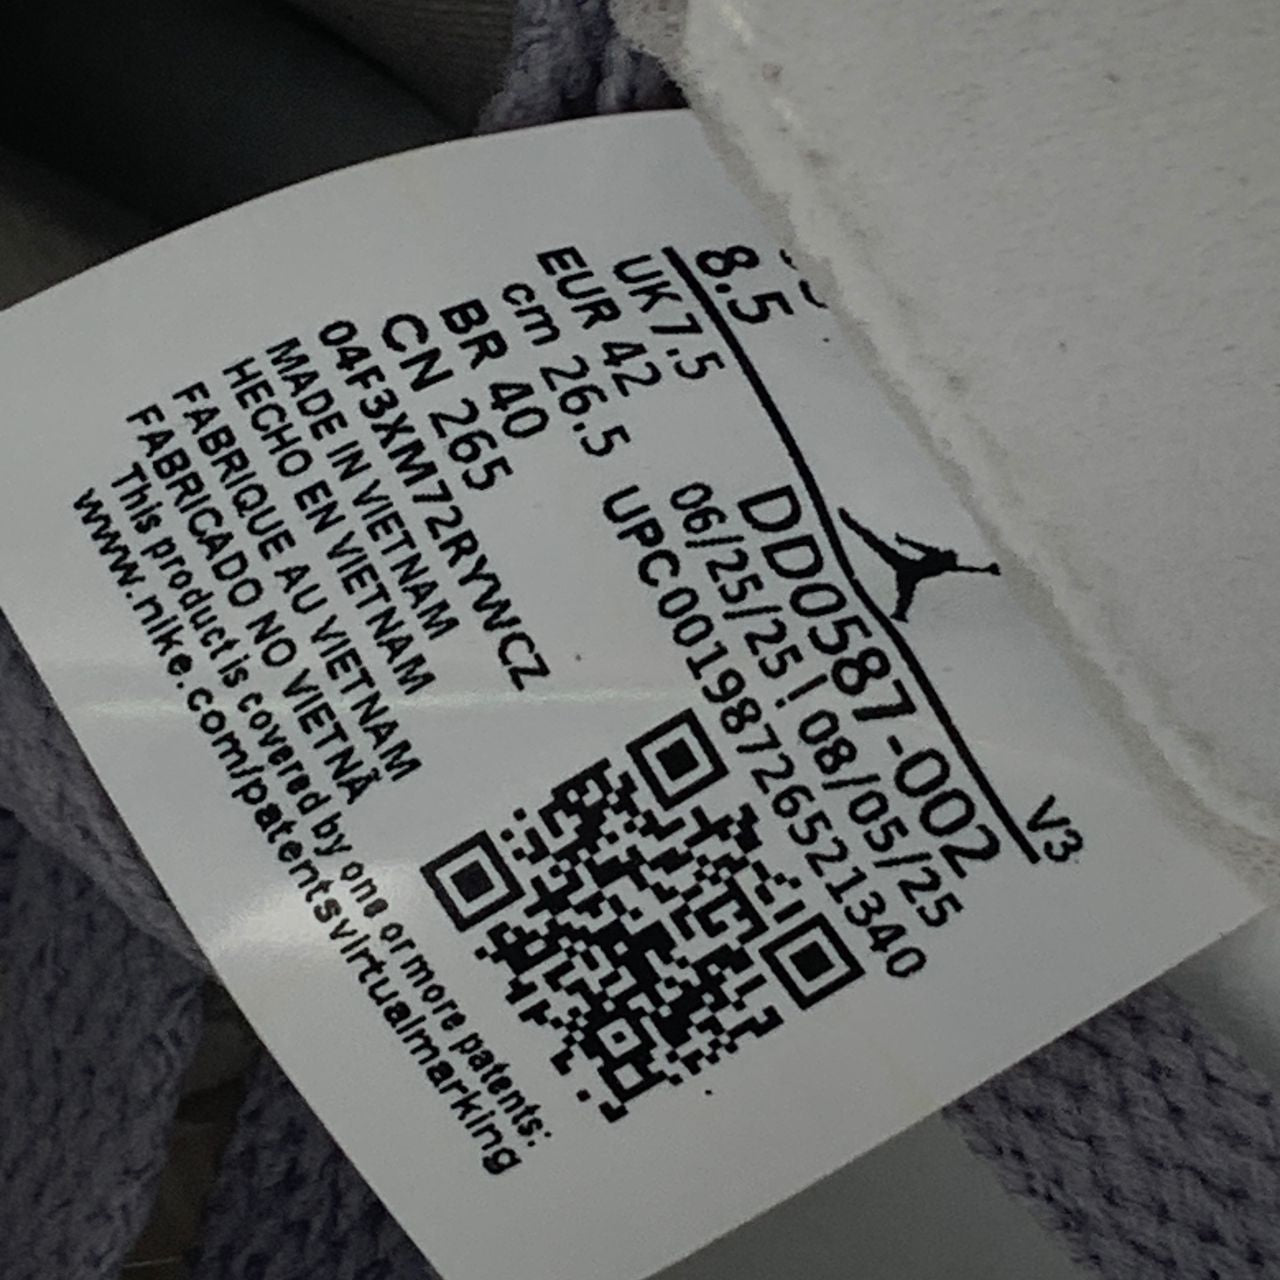 8.5
UK 7.5
EUR 42
cm 26.5
BR 40
CN 265
04F3XM72RYWCZ
MADE IN VIETNAM
HECHO EN VIETNAM
FABRIQUE AU VIETNAM
FABRICADO NO VIETNÃ
This product is covered by one or more patents:
www.nike.com/patentsvirtualmarking
V3
DD0587-002
06/25/25 ! 08/05/25
UPC 00198726521340